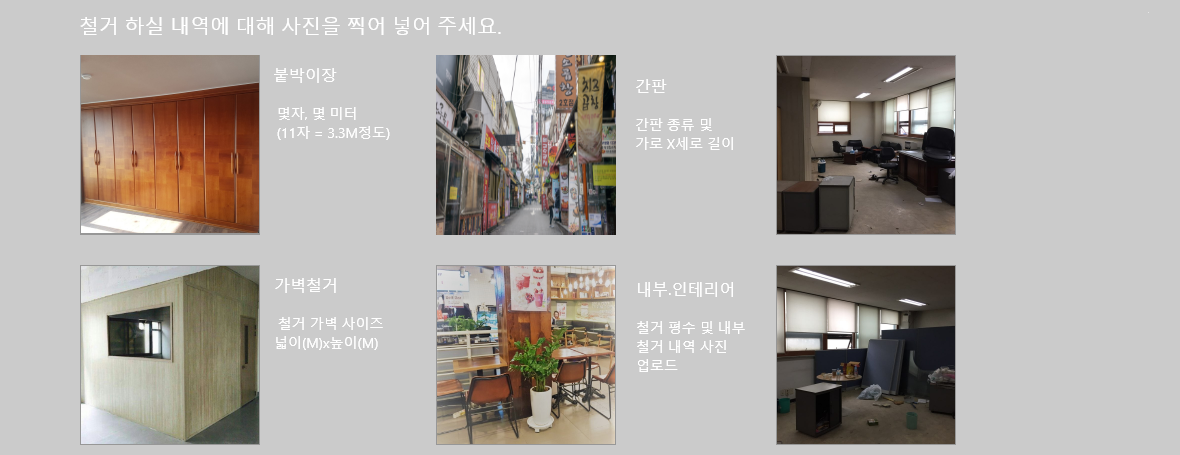 철거 하실 내역에 대해 사진을 찍어 넣어 주세요.
붙박이장
몇자, 몇 미터
(11자 = 3.3M정도)
치즈
곱창
간판
간판 종류 및
가로 X세로 길이
가벽철거
철거 가벽 사이즈
넓이(M)x높이(M)
내부.인테리어
철거 평수 및 내부
철거 내역 사진
업로드